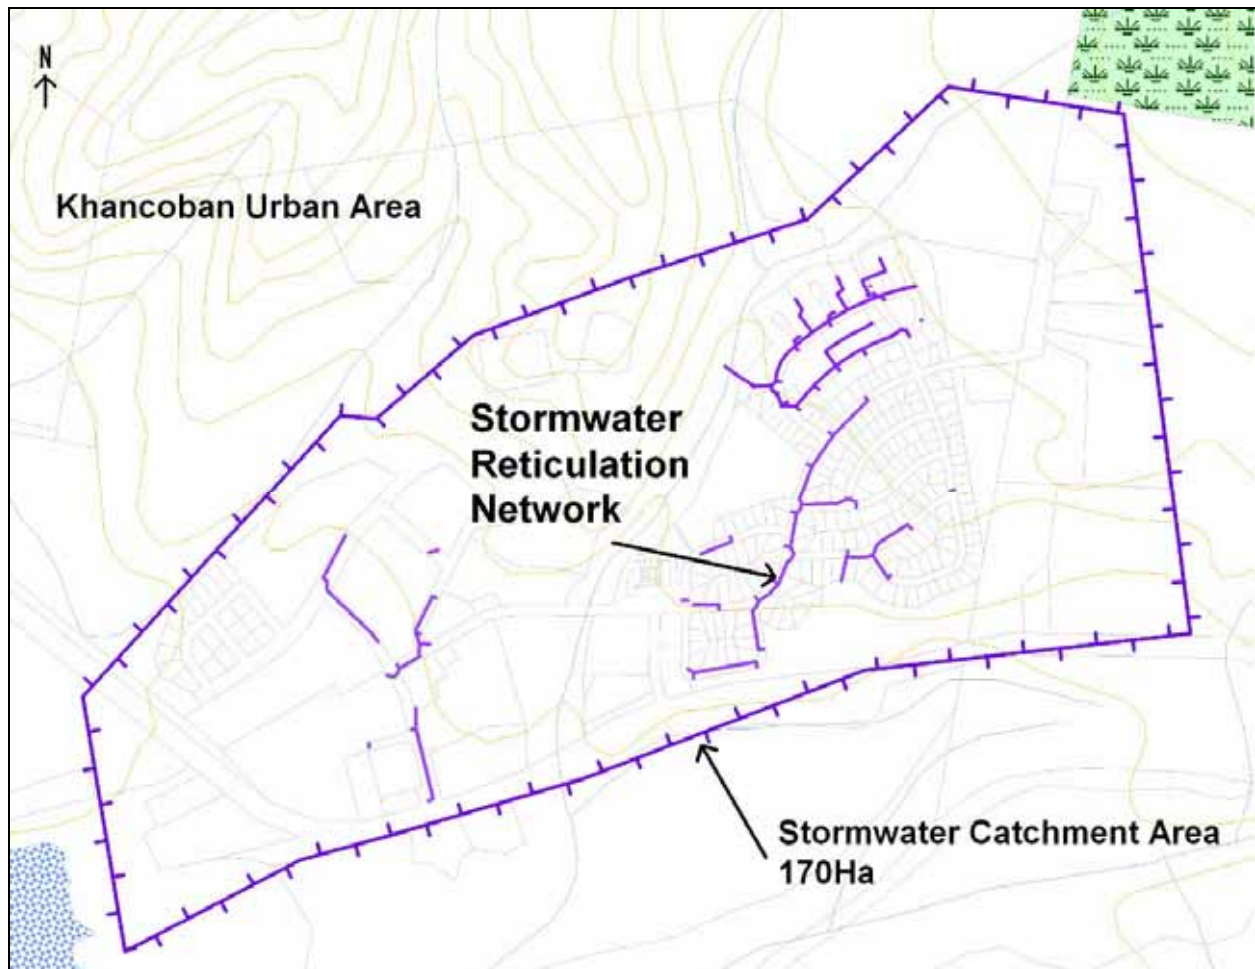 N
Khancoban Urban Area
Stormwater
Reticulation
Network
Stormwater Catchment Area
170Ha